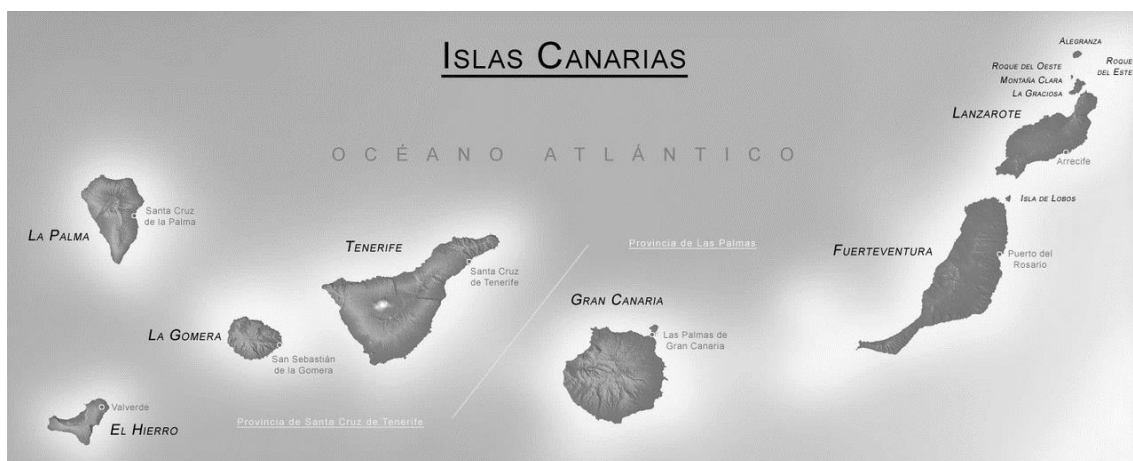 ISLAS CANARIAS
ALEGRANZA
ROQUE DEL OESTE
ROQUE
DEL ESTE
MONTAÑA CLARA
LA GRACIOSA
LANZAROTE
OCÉANO ATLÁNTICO
Arrecife
ISLA DE LOBOS
Santa Cruz
de la Palma
LA PALMA
TENERIFE
Provincia de Las Palmas
FUERTEVENTURA
Puerto del
Rosario
Santa Cruz
de Tenerife
GRAN CANARIA
LA GOMERA
Las Palmas de
Gran Canaria
San Sebastián
de la Gomera
Valverde
EL HIERRO
Provincia de Santa Cruz de Tenerife